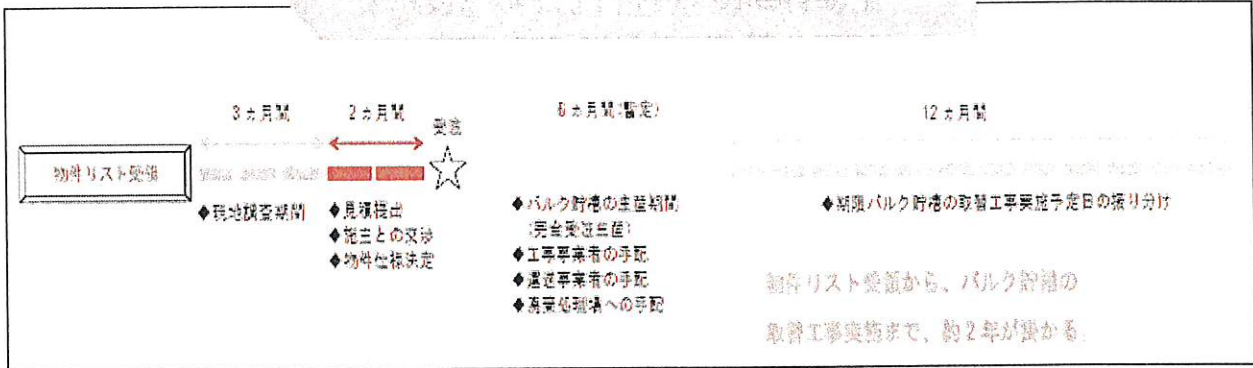 3カ月間
2カ月間
受注
6カ月間(暫定)
12カ月間
物件リスト受領
◆現地調査期間
◆見積提出
◆施主との交渉
◆物件仕様決定
◆バルク貯槽の生産期間
(完全受注生産)
◆工事事業者の手配
◆運送事業者の手配
◆廃棄処理場への手配
◆期限バルク貯槽の取替工事実施予定日の振り分け
物件リスト受領から、バルク貯槽の
取替工事実施まで、約2年が掛かる。